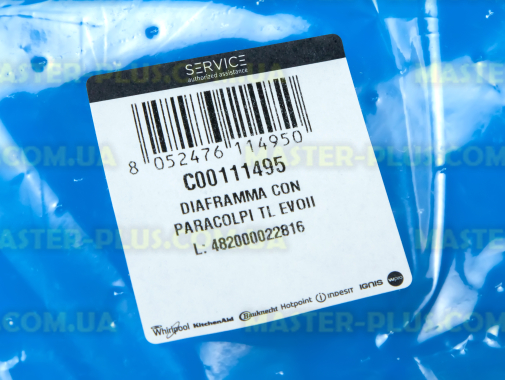 SERVICE
authorized assistance
8 052476 114950
C00111495
DIAFRAMMA CON
PARACOLPI TL EVOII
L: 482000022816
Whirlpool KitchenAid Bauknecht Hotpoint indesit IGNIS
MASTER-PLUS.COM.UA